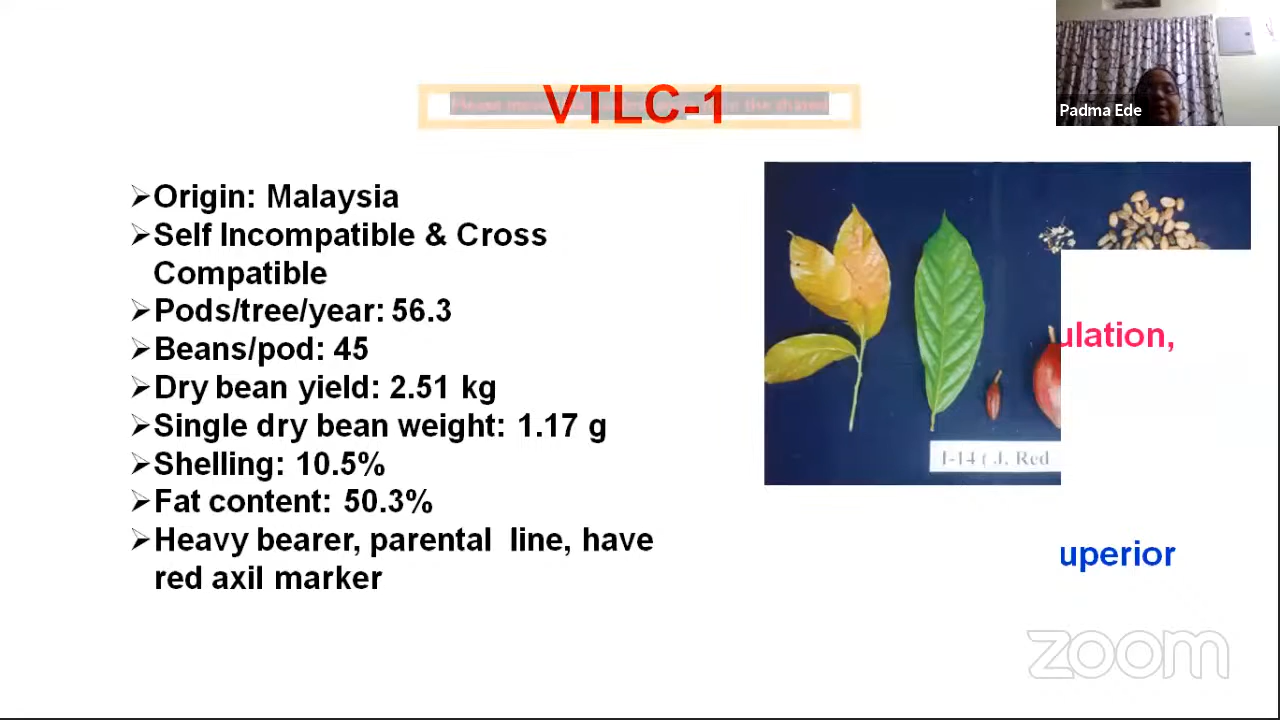 VTLC-1
Padma Ede
➢Origin: Malaysia
➢Self Incompatible & Cross
Compatible
➢Pods/tree/year: 56.3
➢Beans/pod: 45
➢Dry bean yield: 2.51 kg
➢Single dry bean weight: 1.17 g
➢Shelling: 10.5%
➢Fat content: 50.3%
➢Heavy bearer, parental line, have
red axil marker
I-14 ( J. Red
ulation,
uperior
zoom